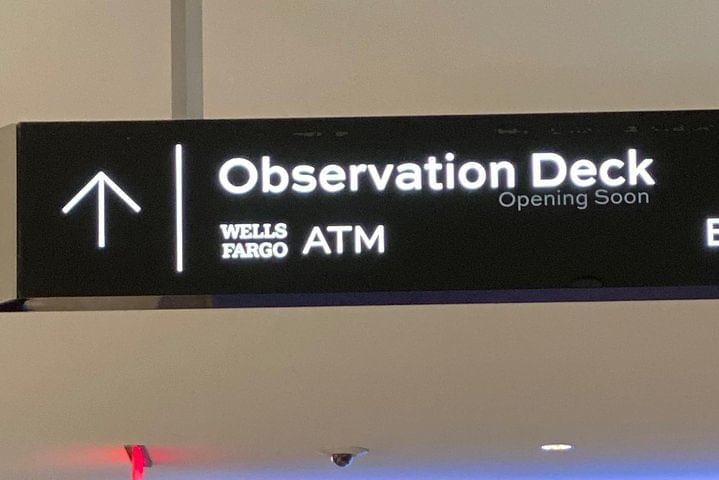 Observation Deck
Opening Soon
WELLS
FARGO ATM